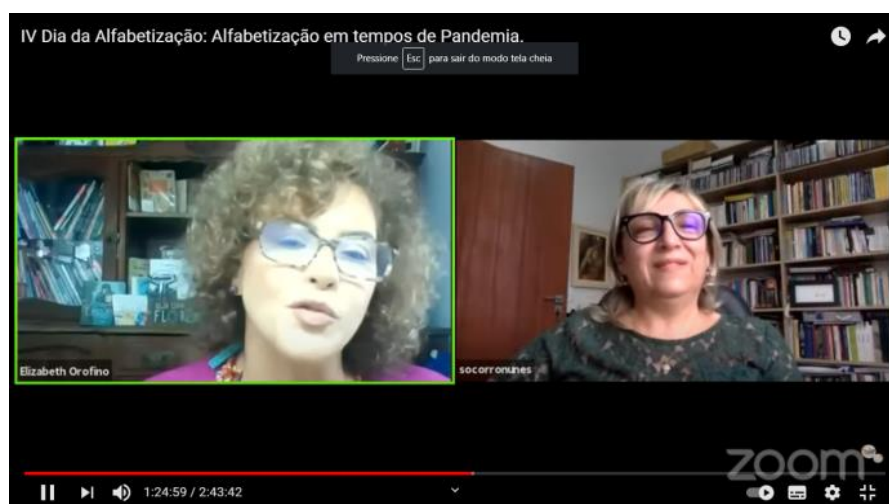 IV Dia da Alfabetização: Alfabetização em tempos de Pandemia.
Pressione Esc para sair do modo tela cheia
FLOR
Elizabeth Orofino
socorronunes
zoom
1:24:59 / 2:43:42